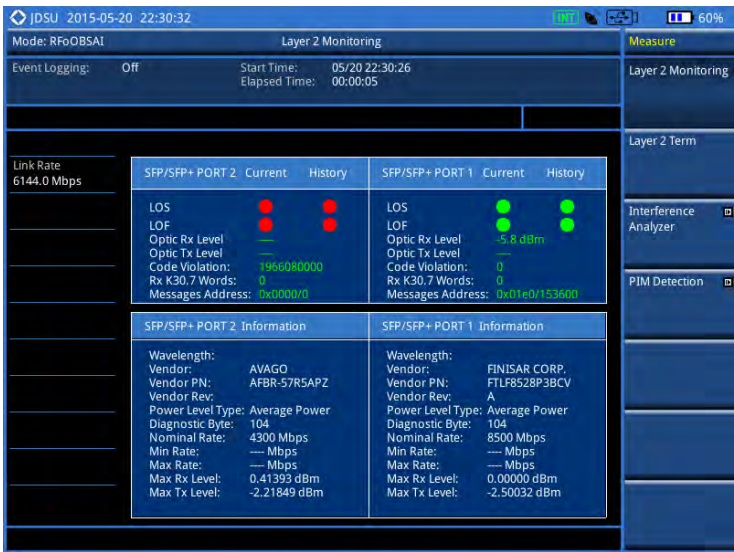 JDSU 2015-05-20 22:30:32 INT 60%
Mode: RFoOBSAI Layer 2 Monitoring Measure
Event Logging: Off Start Time: 05/20 22:30:26
Elapsed Time: 00:00:05
Layer 2 Monitoring
Layer 2 Term
Interference
Analyzer
PIM Detection
Link Rate
6144.0 Mbps
SFP/SFP+ PORT 2 Current History
LOS
LOF
Optic Rx Level ----
Optic Tx Level ----
Code Violation: 1966080000
Rx K30.7 Words: 0
Messages Address: 0x0000/0
SFP/SFP+ PORT 1 Current History
LOS
LOF
Optic Rx Level -5.8 dBm
Optic Tx Level ----
Code Violation: 0
Rx K30.7 Words: 0
Messages Address: 0x01e0/153600
SFP/SFP+ PORT 2 Information
Wavelength:
Vendor: AVAGO
Vendor PN: AFBR-57R5APZ
Vendor Rev:
Power Level Type: Average Power
Diagnostic Byte: 104
Nominal Rate: 4300 Mbps
Min Rate: ---- Mbps
Max Rate: ---- Mbps
Max Rx Level: 0.41393 dBm
Max Tx Level: -2.21849 dBm
SFP/SFP+ PORT 1 Information
Wavelength:
Vendor: FINISAR CORP.
Vendor PN: FTLF8528P3BCV
Vendor Rev: A
Power Level Type: Average Power
Diagnostic Byte: 104
Nominal Rate: 8500 Mbps
Min Rate: ---- Mbps
Max Rate: ---- Mbps
Max Rx Level: 0.00000 dBm
Max Tx Level: -2.50032 dBm